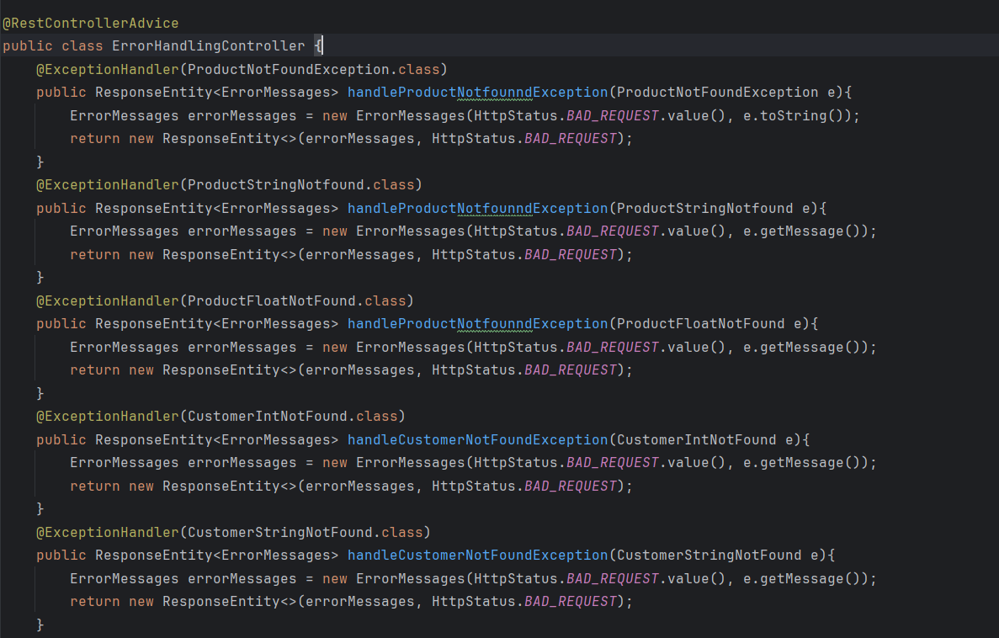 @RestControllerAdvice
public class ErrorHandlingController {
    @ExceptionHandler(ProductNotFoundException.class)
    public ResponseEntity<ErrorMessages> handleProductNotfounndException(ProductNotFoundException e){
        ErrorMessages errorMessages = new ErrorMessages(HttpStatus.BAD_REQUEST.value(), e.toString());
        return new ResponseEntity<>(errorMessages, HttpStatus.BAD_REQUEST);
    }
    @ExceptionHandler(ProductStringNotfound.class)
    public ResponseEntity<ErrorMessages> handleProductNotfounndException(ProductStringNotfound e){
        ErrorMessages errorMessages = new ErrorMessages(HttpStatus.BAD_REQUEST.value(), e.getMessage());
        return new ResponseEntity<>(errorMessages, HttpStatus.BAD_REQUEST);
    }
    @ExceptionHandler(ProductFloatNotFound.class)
    public ResponseEntity<ErrorMessages> handleProductNotfounndException(ProductFloatNotFound e){
        ErrorMessages errorMessages = new ErrorMessages(HttpStatus.BAD_REQUEST.value(), e.getMessage());
        return new ResponseEntity<>(errorMessages, HttpStatus.BAD_REQUEST);
    }
    @ExceptionHandler(CustomerIntNotFound.class)
    public ResponseEntity<ErrorMessages> handleCustomerNotFoundException(CustomerIntNotFound e){
        ErrorMessages errorMessages = new ErrorMessages(HttpStatus.BAD_REQUEST.value(), e.getMessage());
        return new ResponseEntity<>(errorMessages, HttpStatus.BAD_REQUEST);
    }
    @ExceptionHandler(CustomerStringNotFound.class)
    public ResponseEntity<ErrorMessages> handleCustomerNotFoundException(CustomerStringNotFound e){
        ErrorMessages errorMessages = new ErrorMessages(HttpStatus.BAD_REQUEST.value(), e.getMessage());
        return new ResponseEntity<>(errorMessages, HttpStatus.BAD_REQUEST);
    }